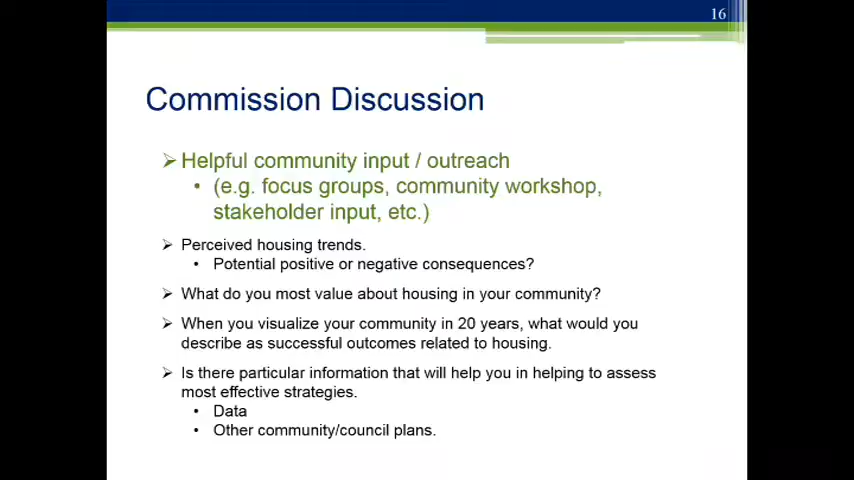 16
Commission Discussion
➢ Helpful community input / outreach
• (e.g. focus groups, community workshop,
stakeholder input, etc.)
➢ Perceived housing trends.
• Potential positive or negative consequences?
➢ What do you most value about housing in your community?
➢ When you visualize your community in 20 years, what would you
describe as successful outcomes related to housing.
➢ Is there particular information that will help you in helping to assess
most effective strategies.
• Data
• Other community/council plans.